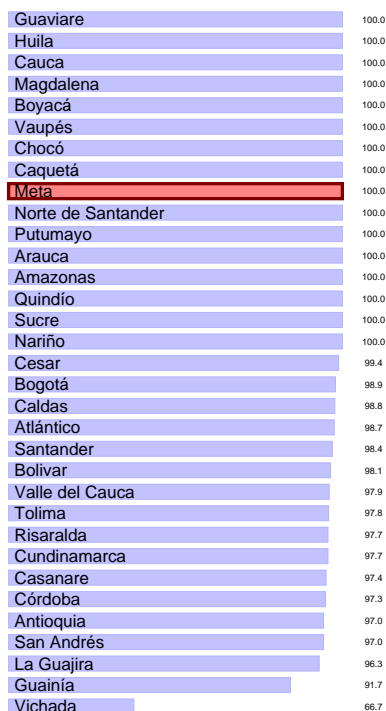 Guaviare 100.0
Huila 100.0
Cauca 100.0
Magdalena 100.0
Boyacá 100.0
Vaupés 100.0
Chocó 100.0
Caquetá 100.0
Meta 100.0
Norte de Santander 100.0
Putumayo 100.0
Arauca 100.0
Amazonas 100.0
Quindío 100.0
Sucre 100.0
Nariño 100.0
Cesar 99.4
Bogotá 98.9
Caldas 98.8
Atlántico 98.7
Santander 98.4
Bolivar 98.1
Valle del Cauca 97.9
Tolima 97.8
Risaralda 97.7
Cundinamarca 97.7
Casanare 97.4
Córdoba 97.3
Antioquia 97.0
San Andrés 97.0
La Guajira 96.3
Guainía 91.7
Vichada 66.7